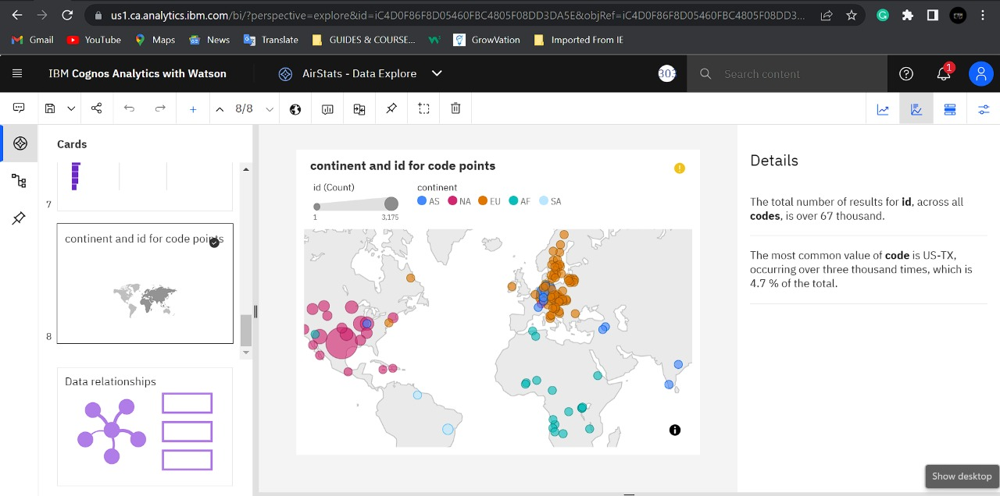 us1.ca.analytics.ibm.com/bi/?perspective=explore&id=iC4D0F86F8D05460FBC4805F08DD3DA5E&objRef=iC4D0F86F8D05460FBC4805F08DD3...
Gmail YouTube Maps News Translate GUIDES & COURSE... GrowVation Imported From IE
IBM Cognos Analytics with Watson AirStats - Data Explore 303 Search content 1
8/8
Cards
7
continent and id for code points
8
Data relationships
continent and id for code points
id (Count) continent
AS NA EU AF SA
1 3,175
Details
The total number of results for id, across all
codes, is over 67 thousand.
The most common value of code is US-TX,
occurring over three thousand times, which is
4.7 % of the total.
Show desktop